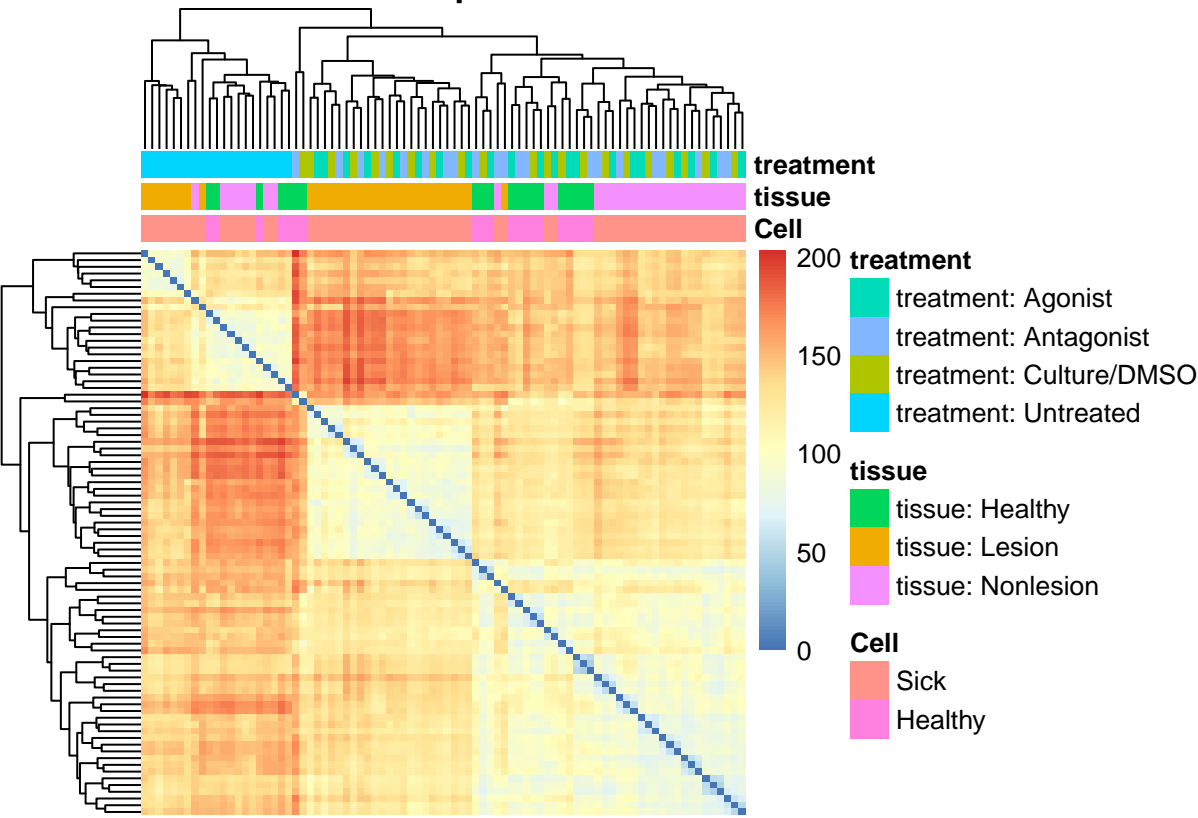 treatment
tissue
Cell
200
150
100
50
0
treatment
treatment: Agonist
treatment: Antagonist
treatment: Culture/DMSO
treatment: Untreated
tissue
tissue: Healthy
tissue: Lesion
tissue: Nonlesion
Cell
Sick
Healthy